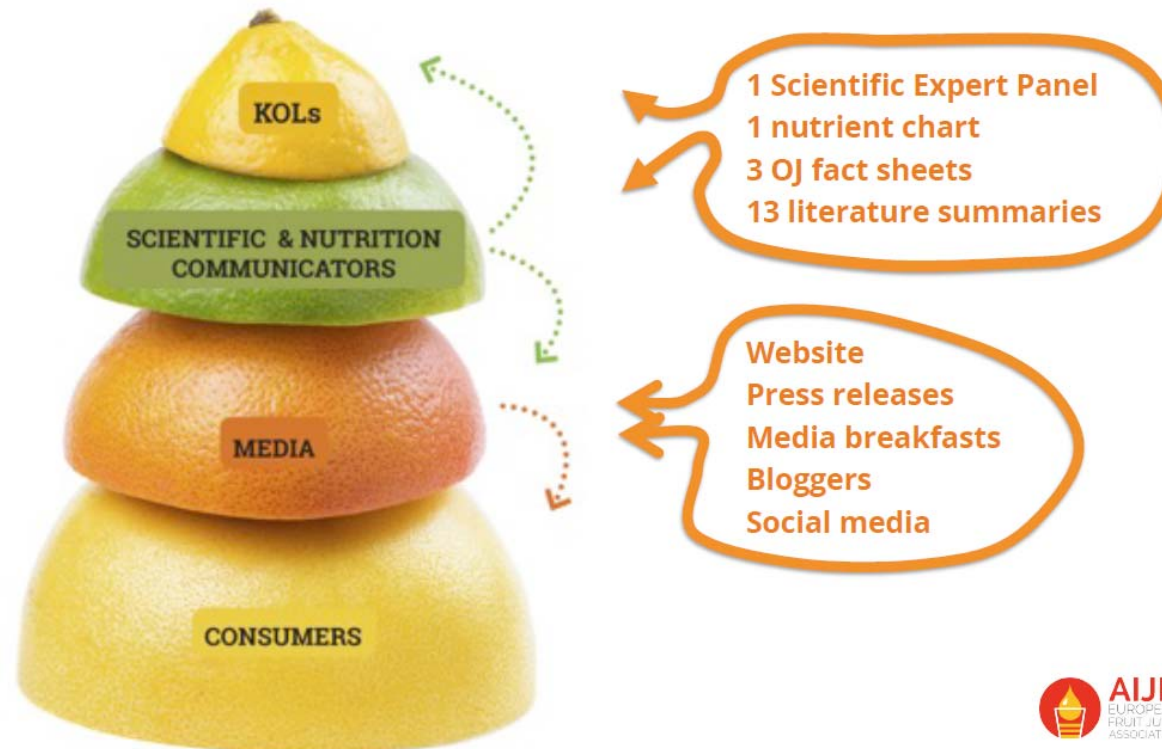 KOLs
SCIENTIFIC & NUTRITION
COMMUNICATORS
MEDIA
CONSUMERS
1 Scientific Expert Panel
1 nutrient chart
3 OJ fact sheets
13 literature summaries
Website
Press releases
Media breakfasts
Bloggers
Social media